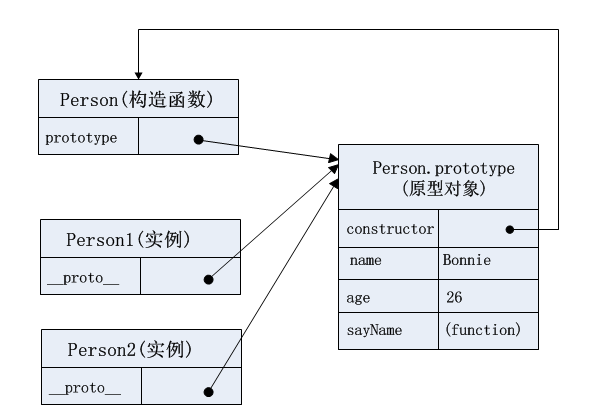 Person(构造函数)
prototype
Person.prototype
(原型对象)
constructor
name Bonnie
age 26
sayName (function)
Person1(实例)
__proto__
Person2(实例)
__proto__